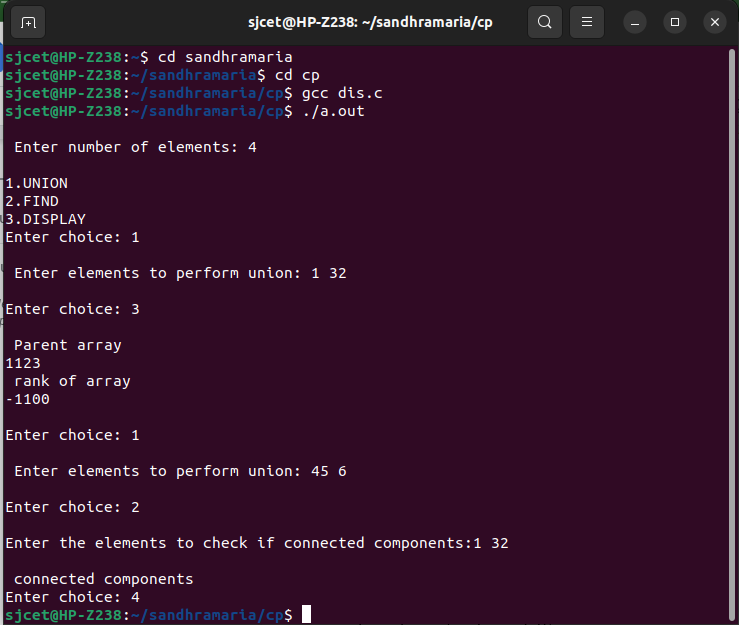 sjcet@HP-Z238: ~/sandhramaria/cp
sjcet@HP-Z238:~$ cd sandhramaria
sjcet@HP-Z238:~/sandhramaria$ cd cp
sjcet@HP-Z238:~/sandhramaria/cp$ gcc dis.c
sjcet@HP-Z238:~/sandhramaria/cp$ ./a.out
Enter number of elements: 4
1.UNION
2.FIND
3.DISPLAY
Enter choice: 1
Enter elements to perform union: 1 32
Enter choice: 3
Parent array
1123
rank of array
-1100
Enter choice: 1
Enter elements to perform union: 45 6
Enter choice: 2
Enter the elements to check if connected components:1 32
connected components
Enter choice: 4
sjcet@HP-Z238:~/sandhramaria/cp$